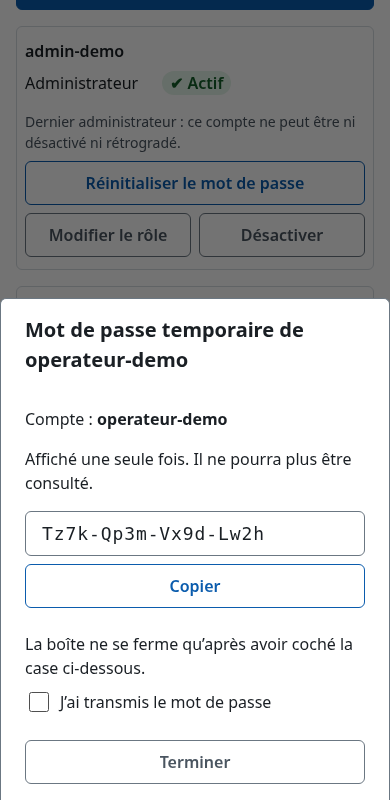 admin-demo
Administrateur ✔ Actif
Dernier administrateur : ce compte ne peut être ni
désactivé ni rétrogradé.
Réinitialiser le mot de passe
Modifier le rôle Désactiver
Mot de passe temporaire de
operateur-demo
Compte : operateur-demo
Affiché une seule fois. Il ne pourra plus être
consulté.
Tz7k-Qp3m-Vx9d-Lw2h
Copier
La boîte ne se ferme qu’après avoir coché la
case ci-dessous.
J’ai transmis le mot de passe
Terminer